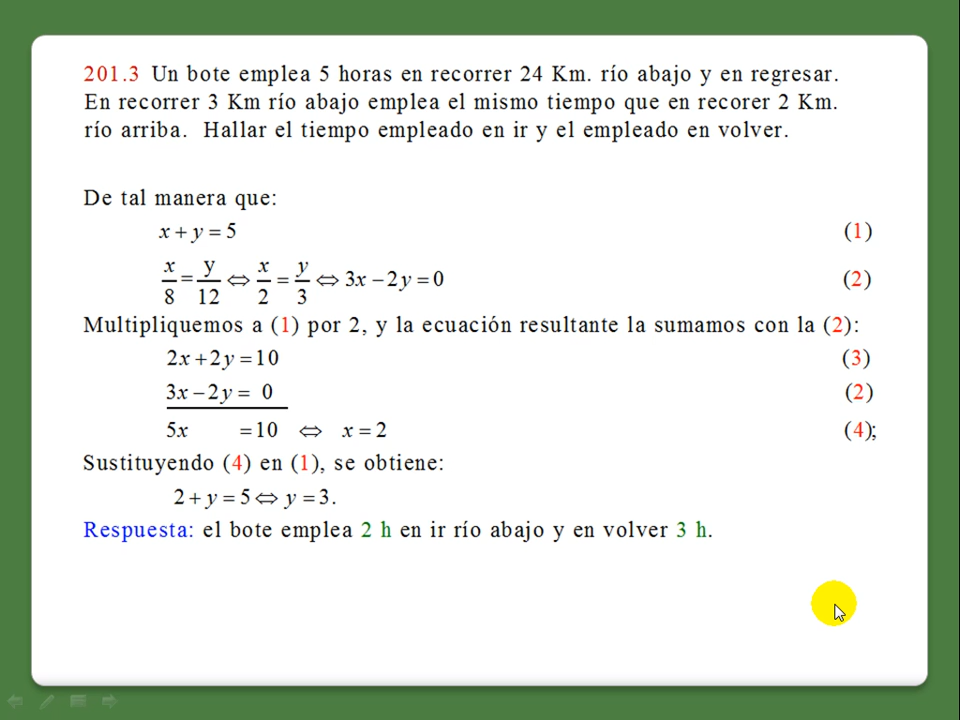 201.3 Un bote emplea 5 horas en recorrer 24 Km. río abajo y en regresar.
En recorrer 3 Km río abajo emplea el mismo tiempo que en recorer 2 Km.
río arriba. Hallar el tiempo empleado en ir y el empleado en volver.
De tal manera que:
x + y = 5 (1)
x/8 = y/12 ⇔ x/2 = y/3 ⇔ 3x − 2y = 0 (2)
Multipliquemos a (1) por 2, y la ecuación resultante la sumamos con la (2):
2x + 2y = 10 (3)
3x − 2y = 0 (2)
5x = 10 ⇔ x = 2 (4);
Sustituyendo (4) en (1), se obtiene:
2 + y = 5 ⇔ y = 3.
Respuesta: el bote emplea 2 h en ir río abajo y en volver 3 h.